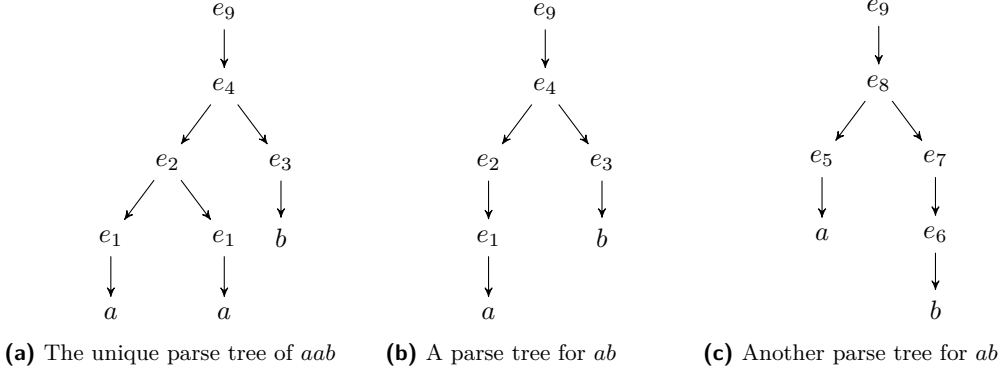 e₉ e₉ e₉
e₄ e₄ e₈
e₂ e₃ e₂ e₃ e₅ e₇
e₁ e₁ b e₁ b a e₆
a a a b
(a) The unique parse tree of aab (b) A parse tree for ab (c) Another parse tree for ab